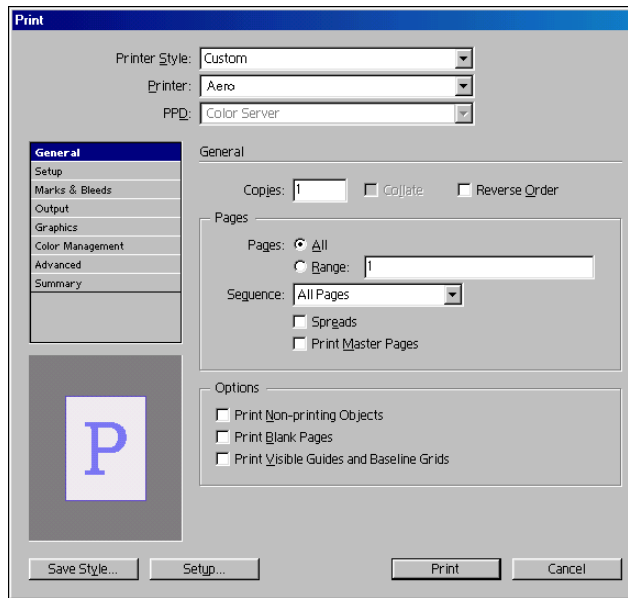 Print
Printer Style: Custom
Printer: Aero
PPD: Color Server
General
Setup
Marks & Bleeds
Output
Graphics
Color Management
Advanced
Summary
General
Copies: 1 Collate Reverse Order
Pages
Pages: All
Range: 1
Sequence: All Pages
Spreads
Print Master Pages
Options
Print Non-printing Objects
Print Blank Pages
Print Visible Guides and Baseline Grids
P
Save Style... Setup... Print Cancel